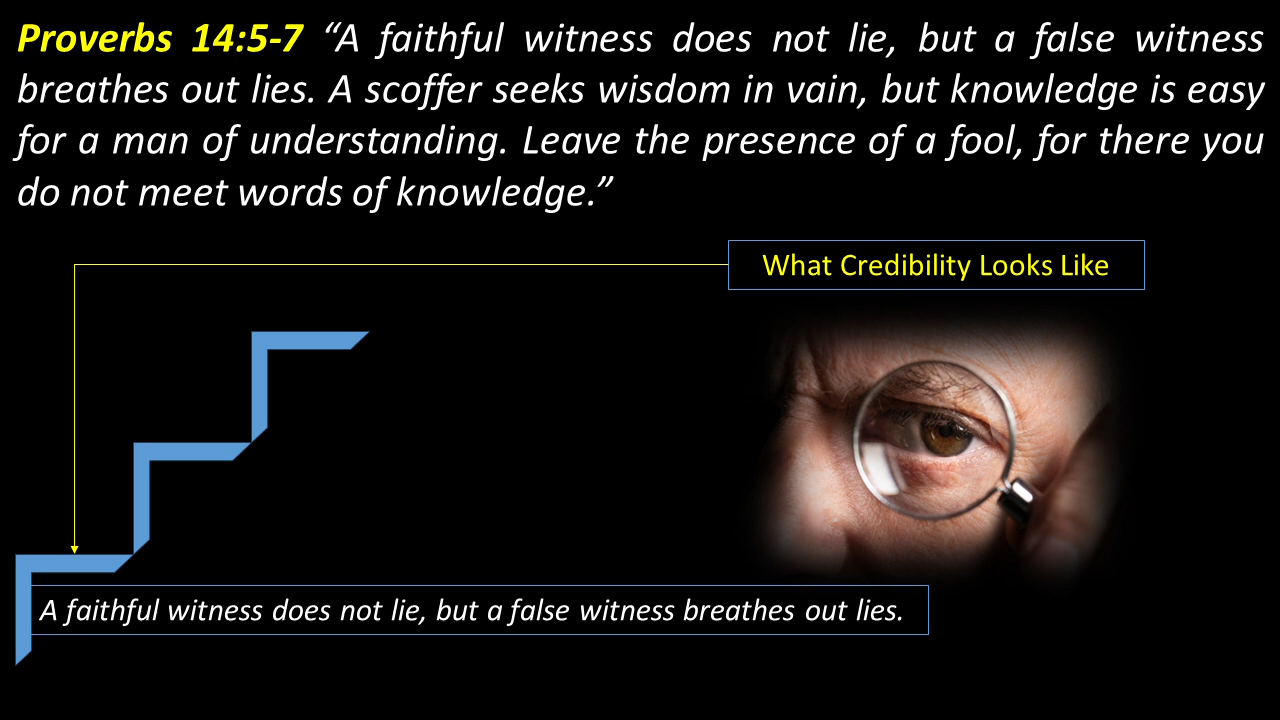 Proverbs 14:5-7 “A faithful witness does not lie, but a false witness
breathes out lies. A scoffer seeks wisdom in vain, but knowledge is easy
for a man of understanding. Leave the presence of a fool, for there you
do not meet words of knowledge.”
What Credibility Looks Like
A faithful witness does not lie, but a false witness breathes out lies.